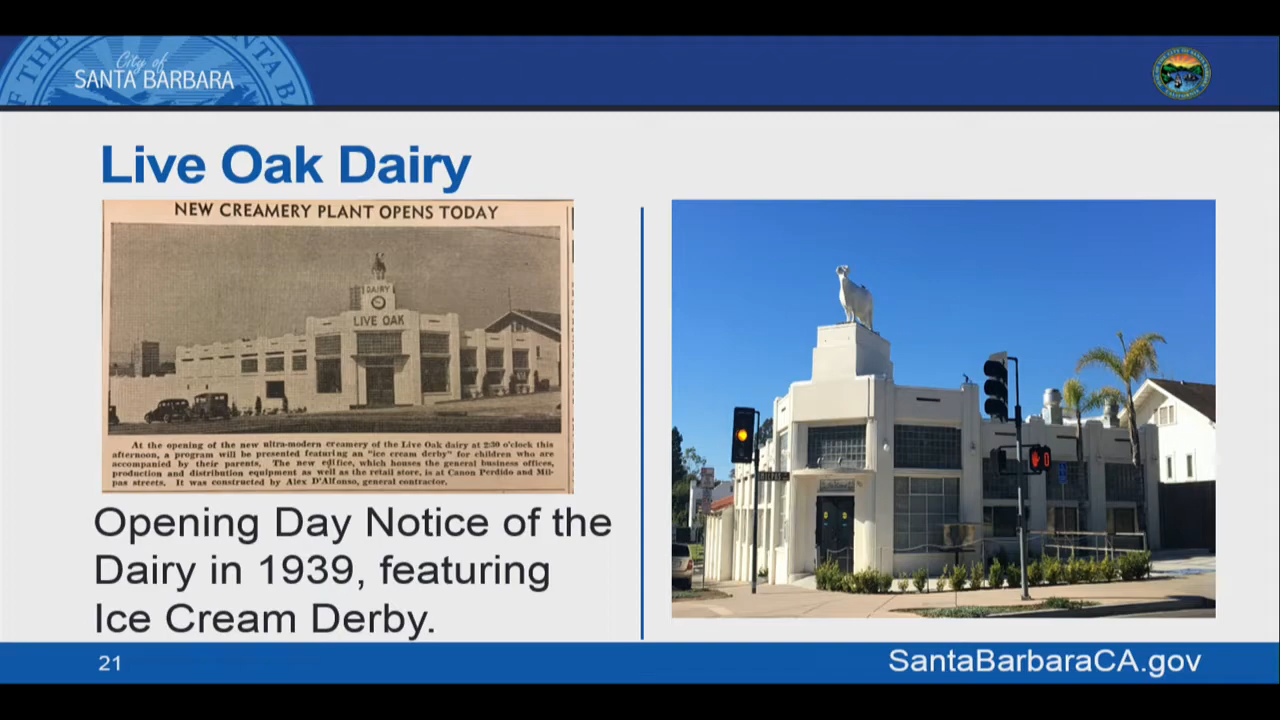 City of
SANTA BARBARA
Live Oak Dairy
NEW CREAMERY PLANT OPENS TODAY
DAIRY
LIVE OAK
At the opening of the new ultra-modern creamery of the Live Oak dairy at 2:30 o'clock this
afternoon, a program will be presented featuring an "ice cream derby" for children who are
accompanied by their parents. The new edifice, which houses the general business offices,
production and distribution equipment as well as the retail store, is at Canon Perdido and Mil-
pas streets. It was constructed by Alex D'Alfonso, general contractor.
Opening Day Notice of the
Dairy in 1939, featuring
Ice Cream Derby.
21
SantaBarbaraCA.gov